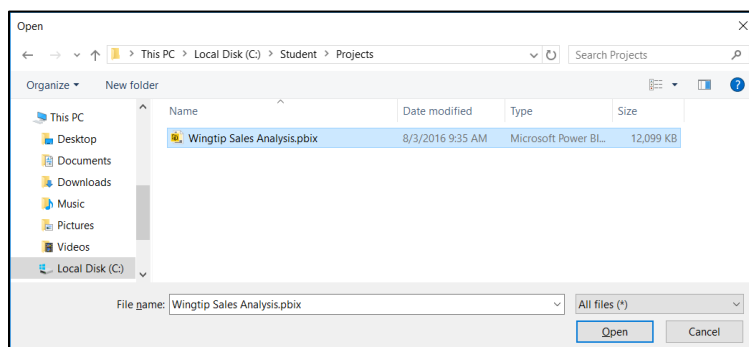 Open
This PC > Local Disk (C:) > Student > Projects
Search Projects
Organize
New folder
Name
Date modified
Type
Size
This PC
Desktop
Documents
Downloads
Music
Pictures
Videos
Local Disk (C:)
Wingtip Sales Analysis.pbix
8/3/2016 9:35 AM
Microsoft Power BI...
12,099 KB
File name: Wingtip Sales Analysis.pbix
All files (*)
Open
Cancel